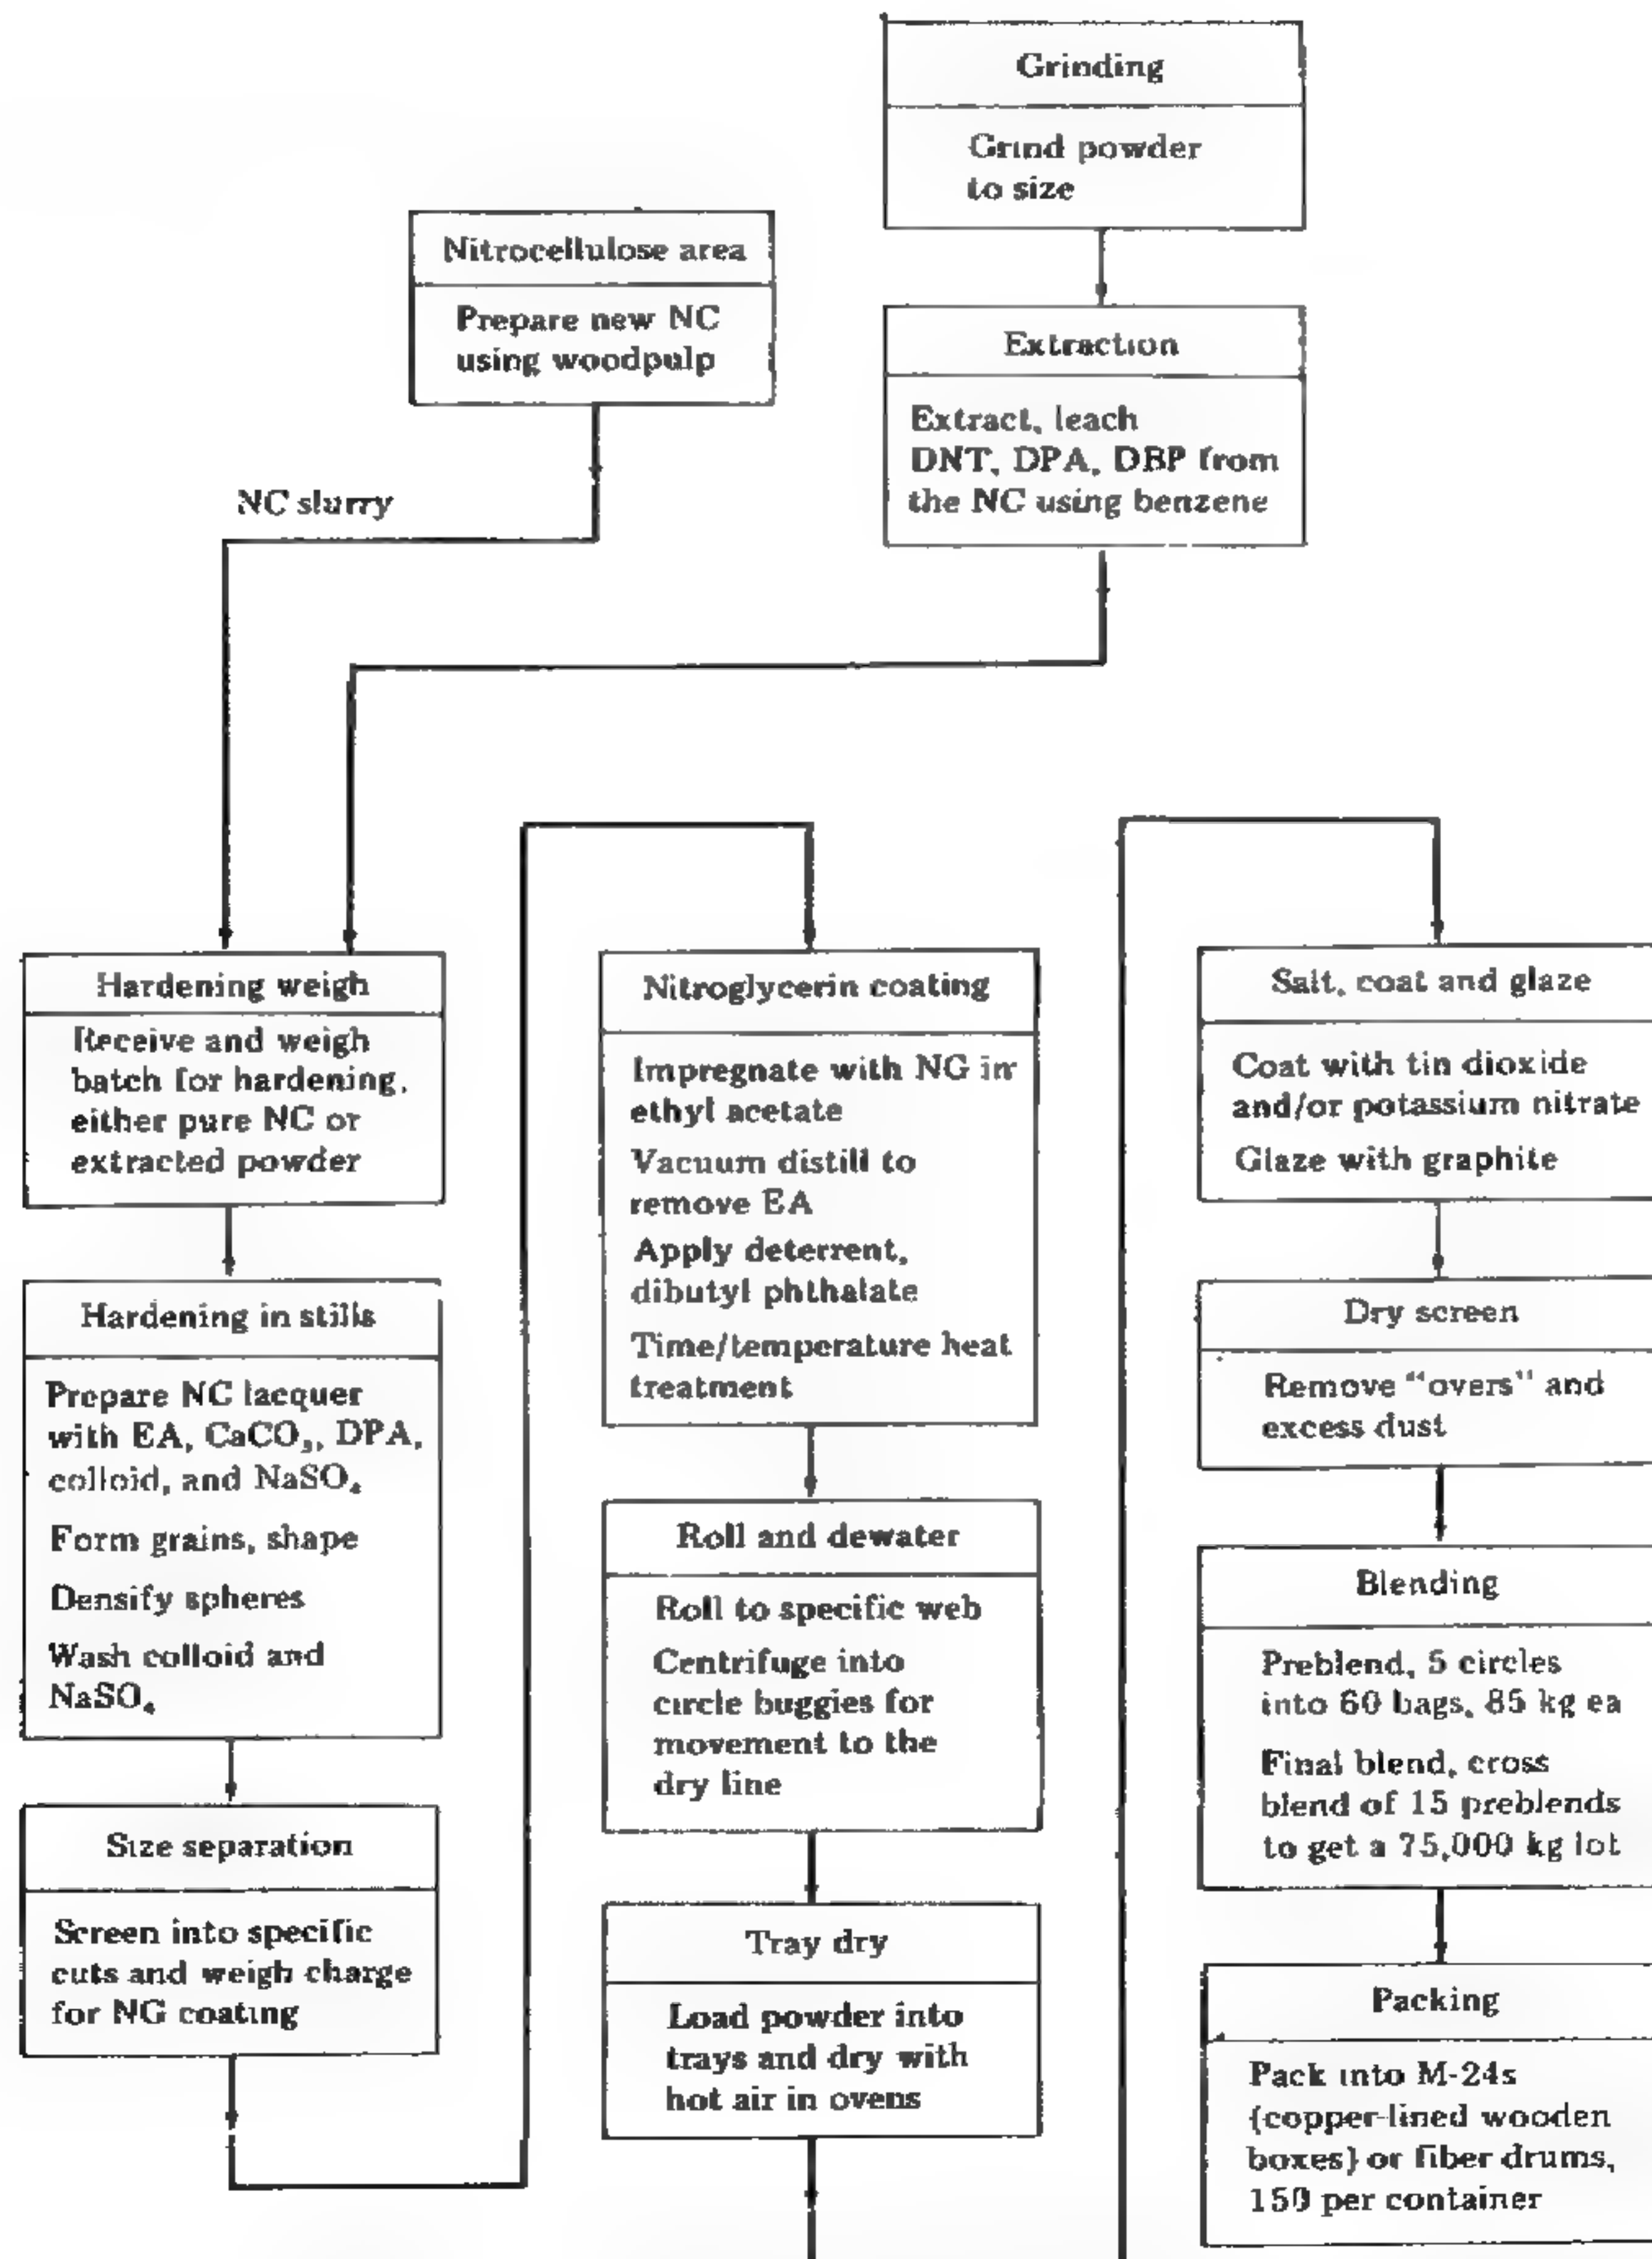 Grinding
Grind powder
to size
Nitrocellulose area
Prepare new NC
using woodpulp
Extraction
Extract, leach
DNT, DPA, DBP from
the NC using benzene
NC slurry
Hardening weigh
Receive and weigh
batch for hardening,
either pure NC or
extracted powder
Hardening in stills
Prepare NC lacquer
with EA, CaCO₃, DPA,
colloid, and NaSO₄
Form grains, shape
Densify spheres
Wash colloid and
NaSO₄
Size separation
Screen into specific
cuts and weigh charge
for NG coating
Nitroglycerin coating
Impregnate with NG in
ethyl acetate
Vacuum distill to
remove EA
Apply deterrent,
dibutyl phthalate
Time/temperature heat
treatment
Roll and dewater
Roll to specific web
Centrifuge into
circle buggies for
movement to the
dry line
Tray dry
Load powder into
trays and dry with
hot air in ovens
Salt, coat and glaze
Coat with tin dioxide
and/or potassium nitrate
Glaze with graphite
Dry screen
Remove "overs" and
excess dust
Blending
Preblend, 5 circles
into 60 bags, 85 kg ea
Final blend, cross
blend of 15 preblends
to get a 75,000 kg lot
Packing
Pack into M-24s
(copper-lined wooden
boxes) or fiber drums,
150 per container